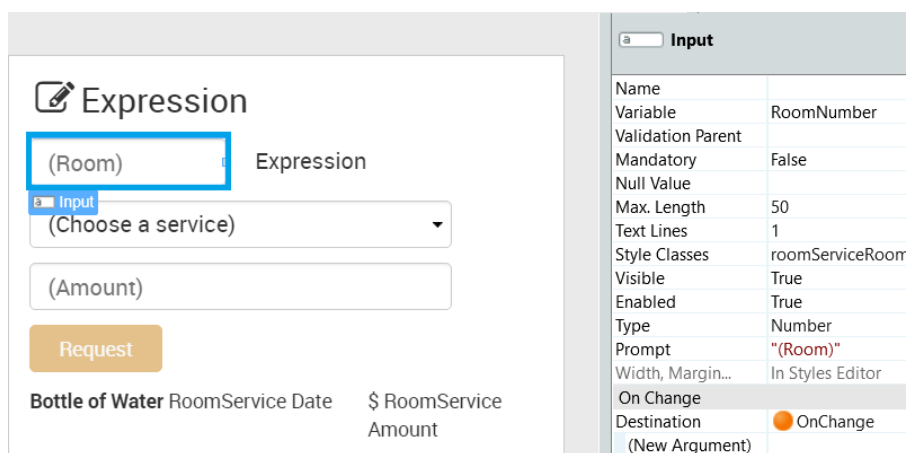 Expression
(Room)
Expression
a Input
(Choose a service)
(Amount)
Request
Bottle of Water RoomService Date
$ RoomService
Amount
a Input
Name
Variable RoomNumber
Validation Parent
Mandatory False
Null Value
Max. Length 50
Text Lines 1
Style Classes roomServiceRoom
Visible True
Enabled True
Type Number
Prompt "(Room)"
Width, Margin... In Styles Editor
On Change
Destination OnChange
(New Argument)